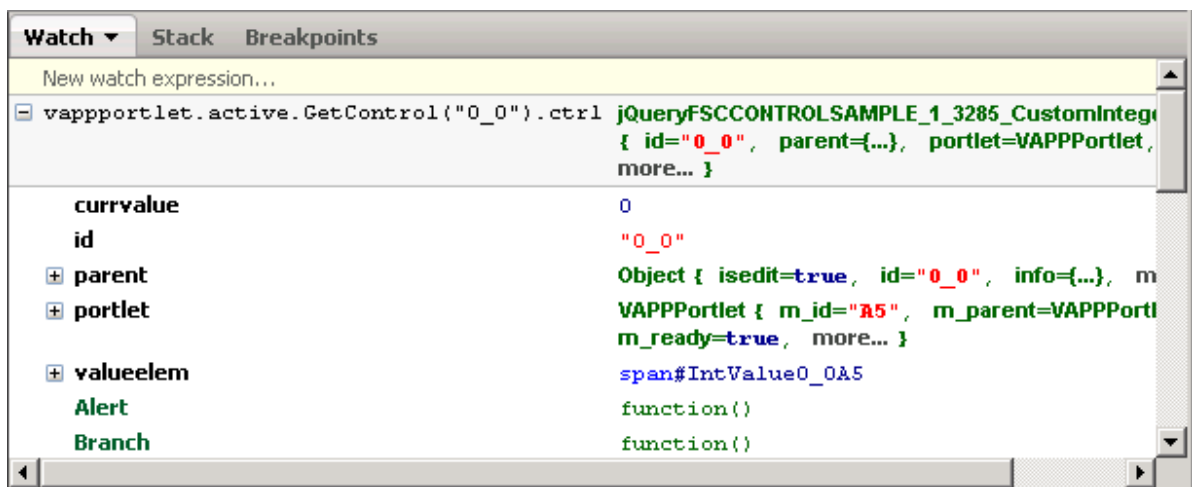 Watch ▾ Stack Breakpoints
New watch expression...
vappportlet.active.GetControl("0_0").ctrl jQueryFSCCONTROLSAMPLE_1_3285_CustomIntege
{ id="0_0", parent={...}, portlet=VAPPPortlet,
more... }
currvalue 0
id "0_0"
parent Object { isedit=true, id="0_0", info={...}, m
portlet VAPPPortlet { m_id="A5", m_parent=VAPPPortl
m_ready=true, more... }
valueelem span#IntValue0_0A5
Alert function()
Branch function()